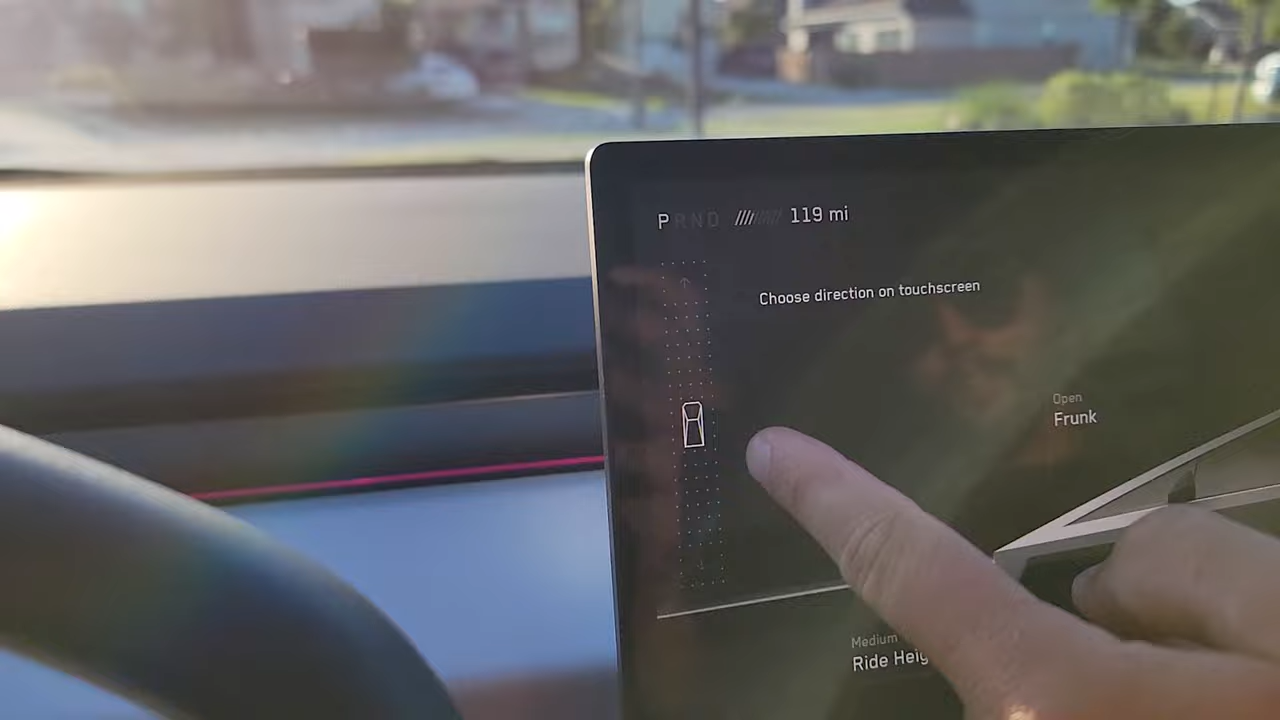 P R N D 119 mi
Choose direction on touchscreen
Open
Frunk
Medium
Ride Heig